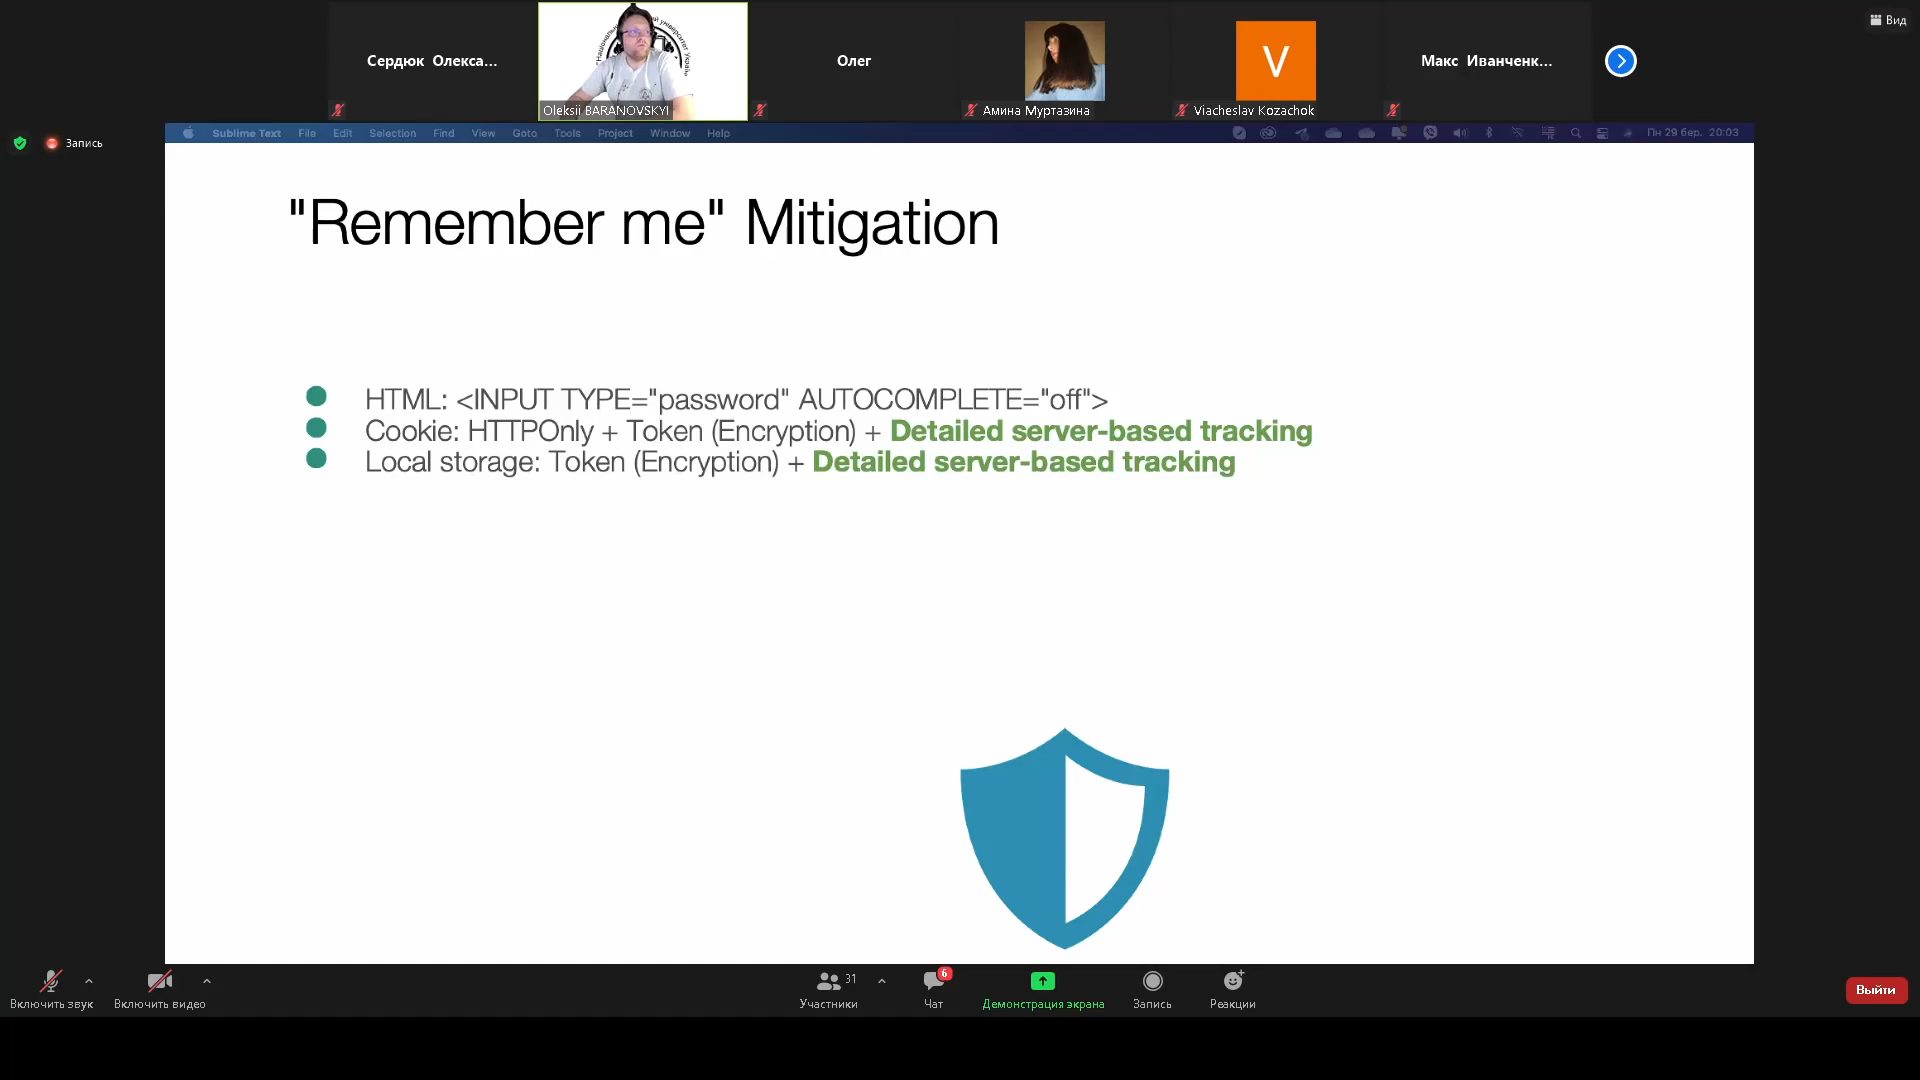 Вид
Сердюк Олекса...
Oleksii BARANOVSKYI
Олег
Амина Муртазина
V
Viacheslav Kozachok
Макс Иванченк...
Запись
Sublime Text File Edit Selection Find View Goto Tools Project Window Help
Пн 29 бер. 20:03
"Remember me" Mitigation
HTML: <INPUT TYPE="password" AUTOCOMPLETE="off">
Cookie: HTTPOnly + Token (Encryption) + Detailed server-based tracking
Local storage: Token (Encryption) + Detailed server-based tracking
Включить звук
Включить видео
31
Участники
6
Чат
Демонстрация экрана
Запись
Реакции
Выйти